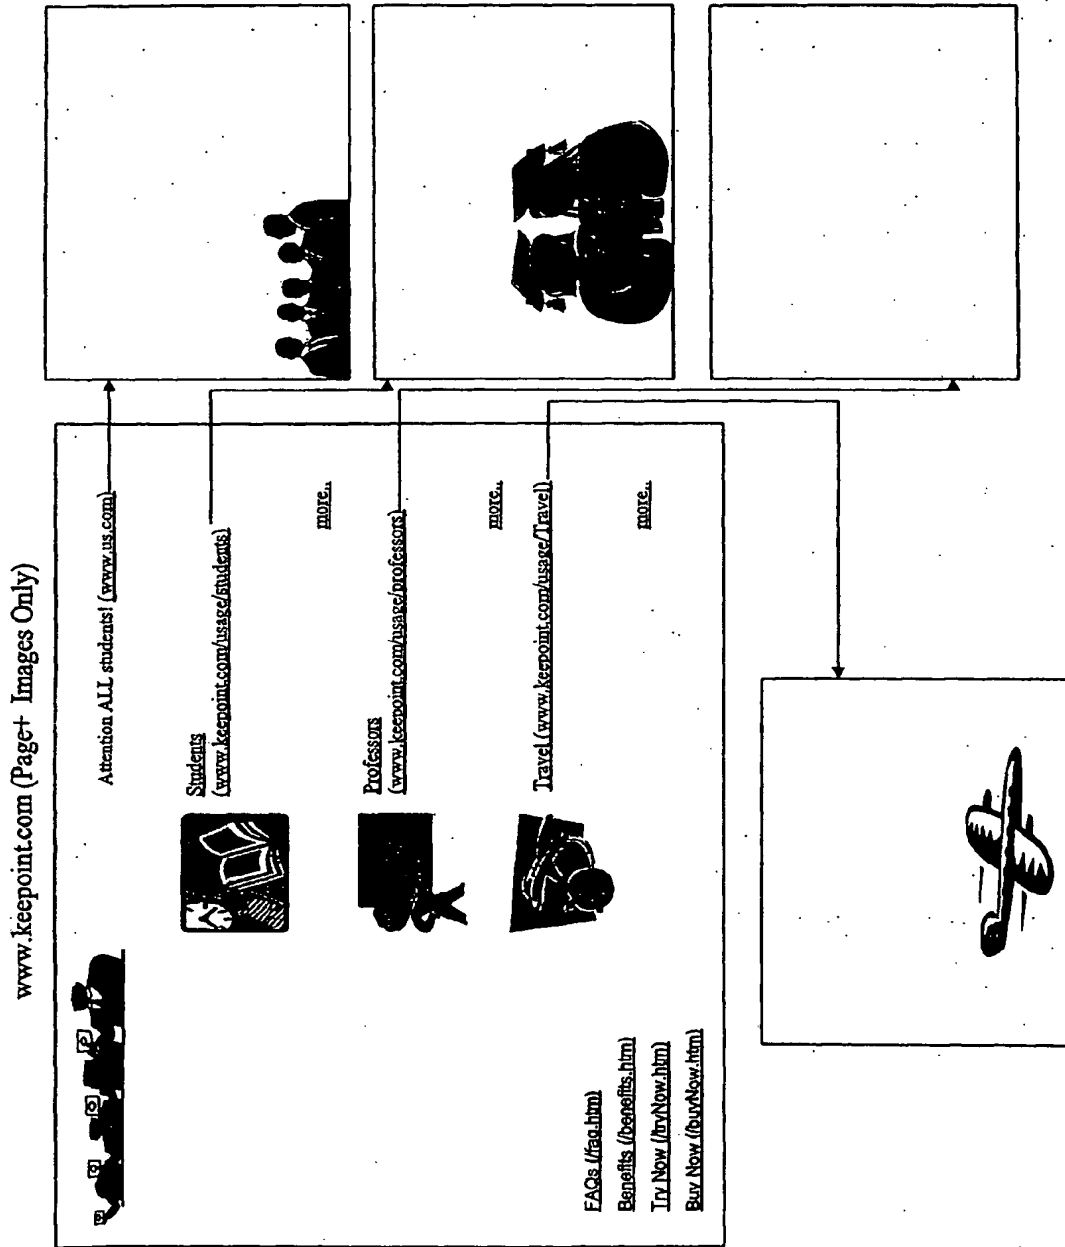 www.keepoint.com (Page+ Images Only)
Attention ALL students! (www.us.com)
Students
(www.keepoint.com/usage/students)
more..
Professors
(www.keepoint.com/usage/professors)
more..
Travel (www.keepoint.com/usage/Travel)
more..
FAQs (/faq.htm)
Benefits (/benefits.htm)
Try Now (/tryNow.htm)
Buy Now (/buyNow.htm)